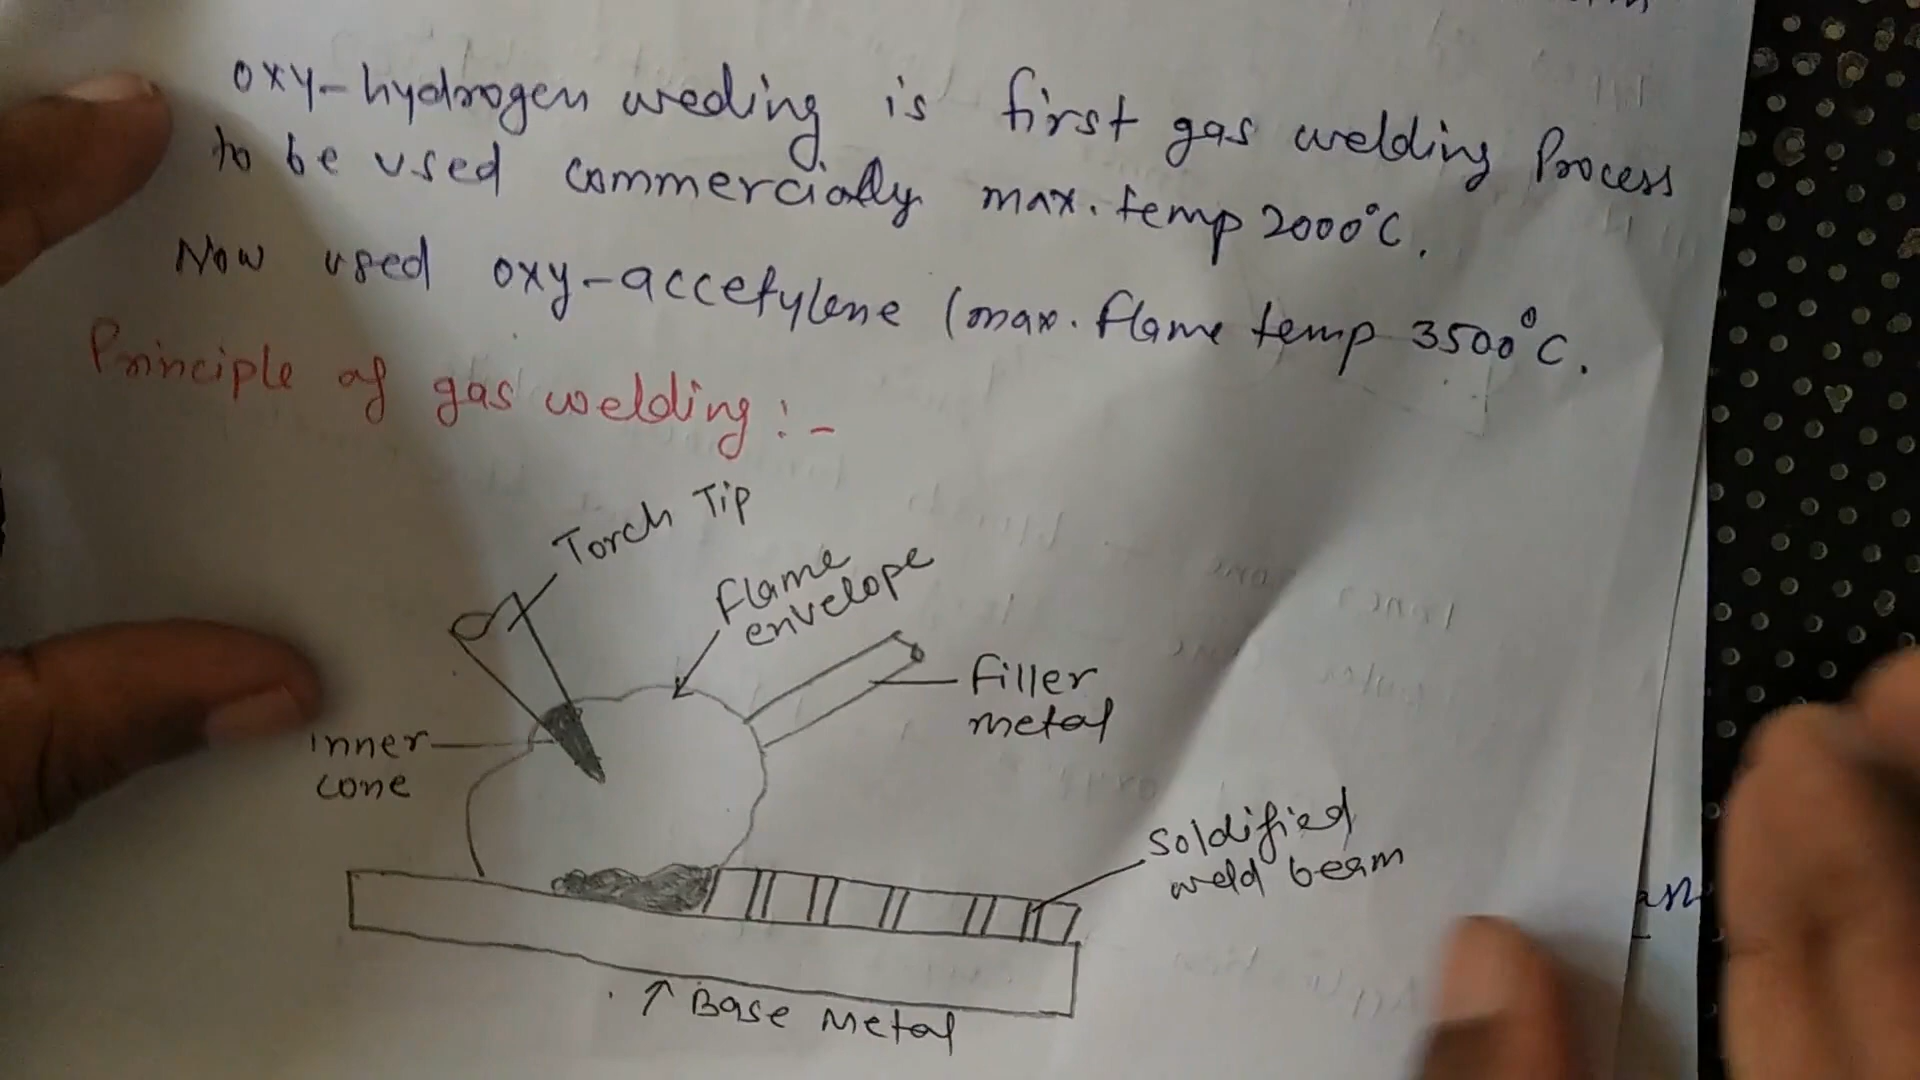 oxy-hydrogen weding is first gas welding Process
to be used commercially. max. temp 2000°C.
Now used oxy-accetylene (max. flame temp 3500°C.
Principle of gas welding :-
Torch Tip
Flame
envelope
filler
metal
inner
cone
soldified
weld beam
↑ Base Metal